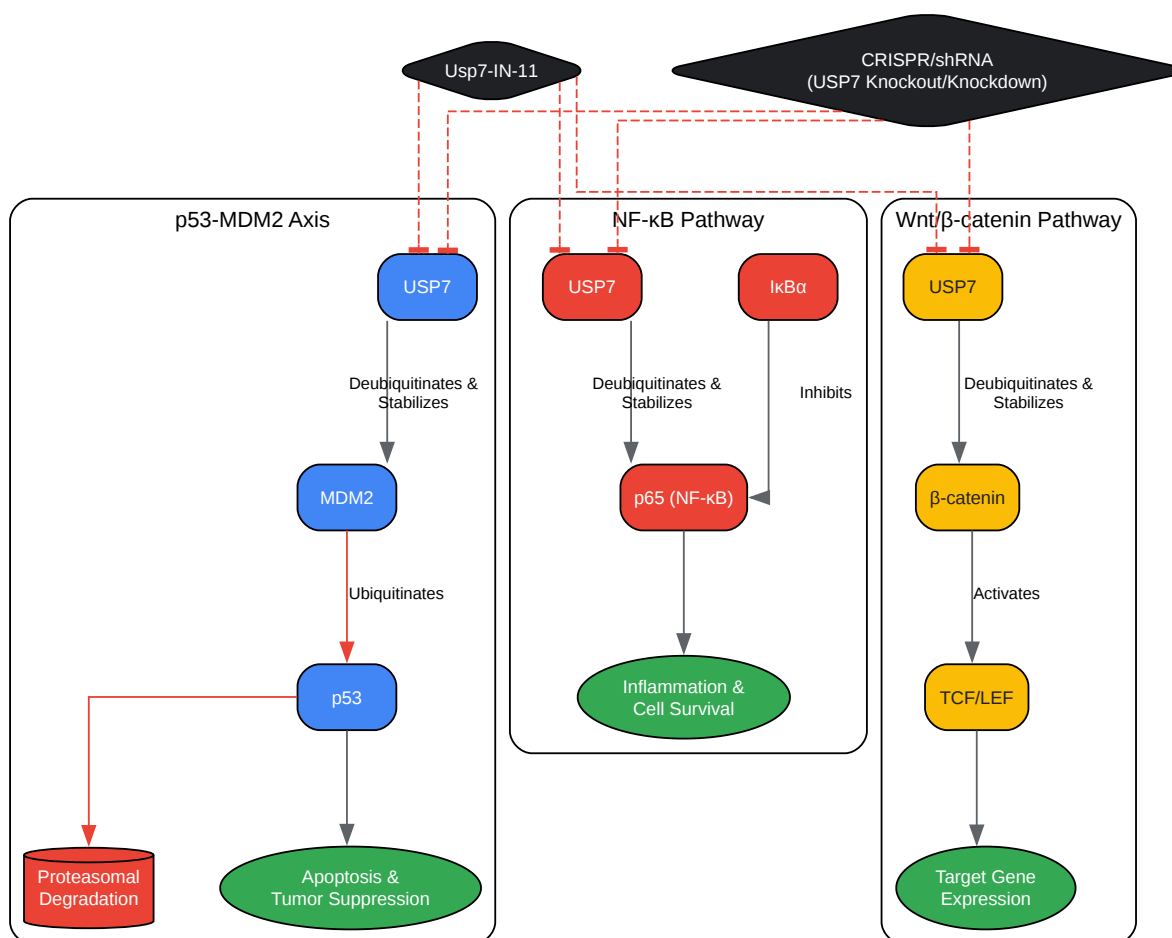 Usp7-IN-11
CRISPR/shRNA
(USP7 Knockout/Knockdown)
p53-MDM2 Axis
NF-κB Pathway
Wnt/β-catenin Pathway
USP7
USP7
IκBα
USP7
Deubiquitinates &
Stabilizes
Deubiquitinates &
Stabilizes
Inhibits
Deubiquitinates &
Stabilizes
MDM2
p65 (NF-κB)
β-catenin
Ubiquitinates
Activates
p53
Inflammation &
Cell Survival
TCF/LEF
Proteasomal
Degradation
Apoptosis &
Tumor Suppression
Target Gene
Expression